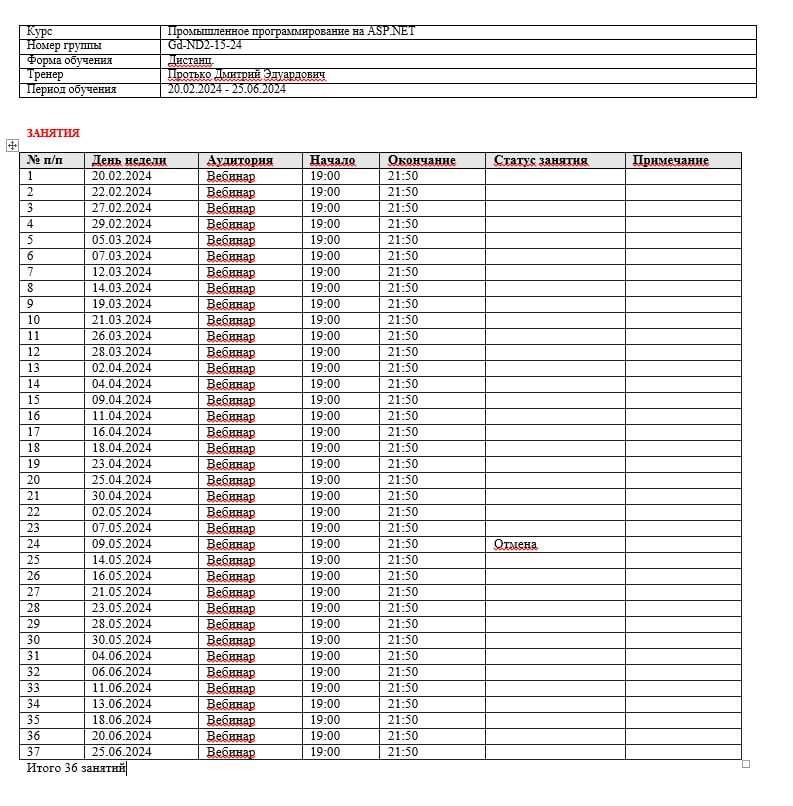 Курс Промышленное программирование на ASP.NET
Номер группы Gd-ND2-15-24
Форма обучения Дистанц.
Тренер Протько Дмитрий Эдуардович
Период обучения 20.02.2024 - 25.06.2024
ЗАНЯТИЯ
№ п/п День недели Аудитория Начало Окончание Статус занятия Примечание
1 20.02.2024 Вебинар 19:00 21:50
2 22.02.2024 Вебинар 19:00 21:50
3 27.02.2024 Вебинар 19:00 21:50
4 29.02.2024 Вебинар 19:00 21:50
5 05.03.2024 Вебинар 19:00 21:50
6 07.03.2024 Вебинар 19:00 21:50
7 12.03.2024 Вебинар 19:00 21:50
8 14.03.2024 Вебинар 19:00 21:50
9 19.03.2024 Вебинар 19:00 21:50
10 21.03.2024 Вебинар 19:00 21:50
11 26.03.2024 Вебинар 19:00 21:50
12 28.03.2024 Вебинар 19:00 21:50
13 02.04.2024 Вебинар 19:00 21:50
14 04.04.2024 Вебинар 19:00 21:50
15 09.04.2024 Вебинар 19:00 21:50
16 11.04.2024 Вебинар 19:00 21:50
17 16.04.2024 Вебинар 19:00 21:50
18 18.04.2024 Вебинар 19:00 21:50
19 23.04.2024 Вебинар 19:00 21:50
20 25.04.2024 Вебинар 19:00 21:50
21 30.04.2024 Вебинар 19:00 21:50
22 02.05.2024 Вебинар 19:00 21:50
23 07.05.2024 Вебинар 19:00 21:50
24 09.05.2024 Вебинар 19:00 21:50 Отмена
25 14.05.2024 Вебинар 19:00 21:50
26 16.05.2024 Вебинар 19:00 21:50
27 21.05.2024 Вебинар 19:00 21:50
28 23.05.2024 Вебинар 19:00 21:50
29 28.05.2024 Вебинар 19:00 21:50
30 30.05.2024 Вебинар 19:00 21:50
31 04.06.2024 Вебинар 19:00 21:50
32 06.06.2024 Вебинар 19:00 21:50
33 11.06.2024 Вебинар 19:00 21:50
34 13.06.2024 Вебинар 19:00 21:50
35 18.06.2024 Вебинар 19:00 21:50
36 20.06.2024 Вебинар 19:00 21:50
37 25.06.2024 Вебинар 19:00 21:50
Итого 36 занятий